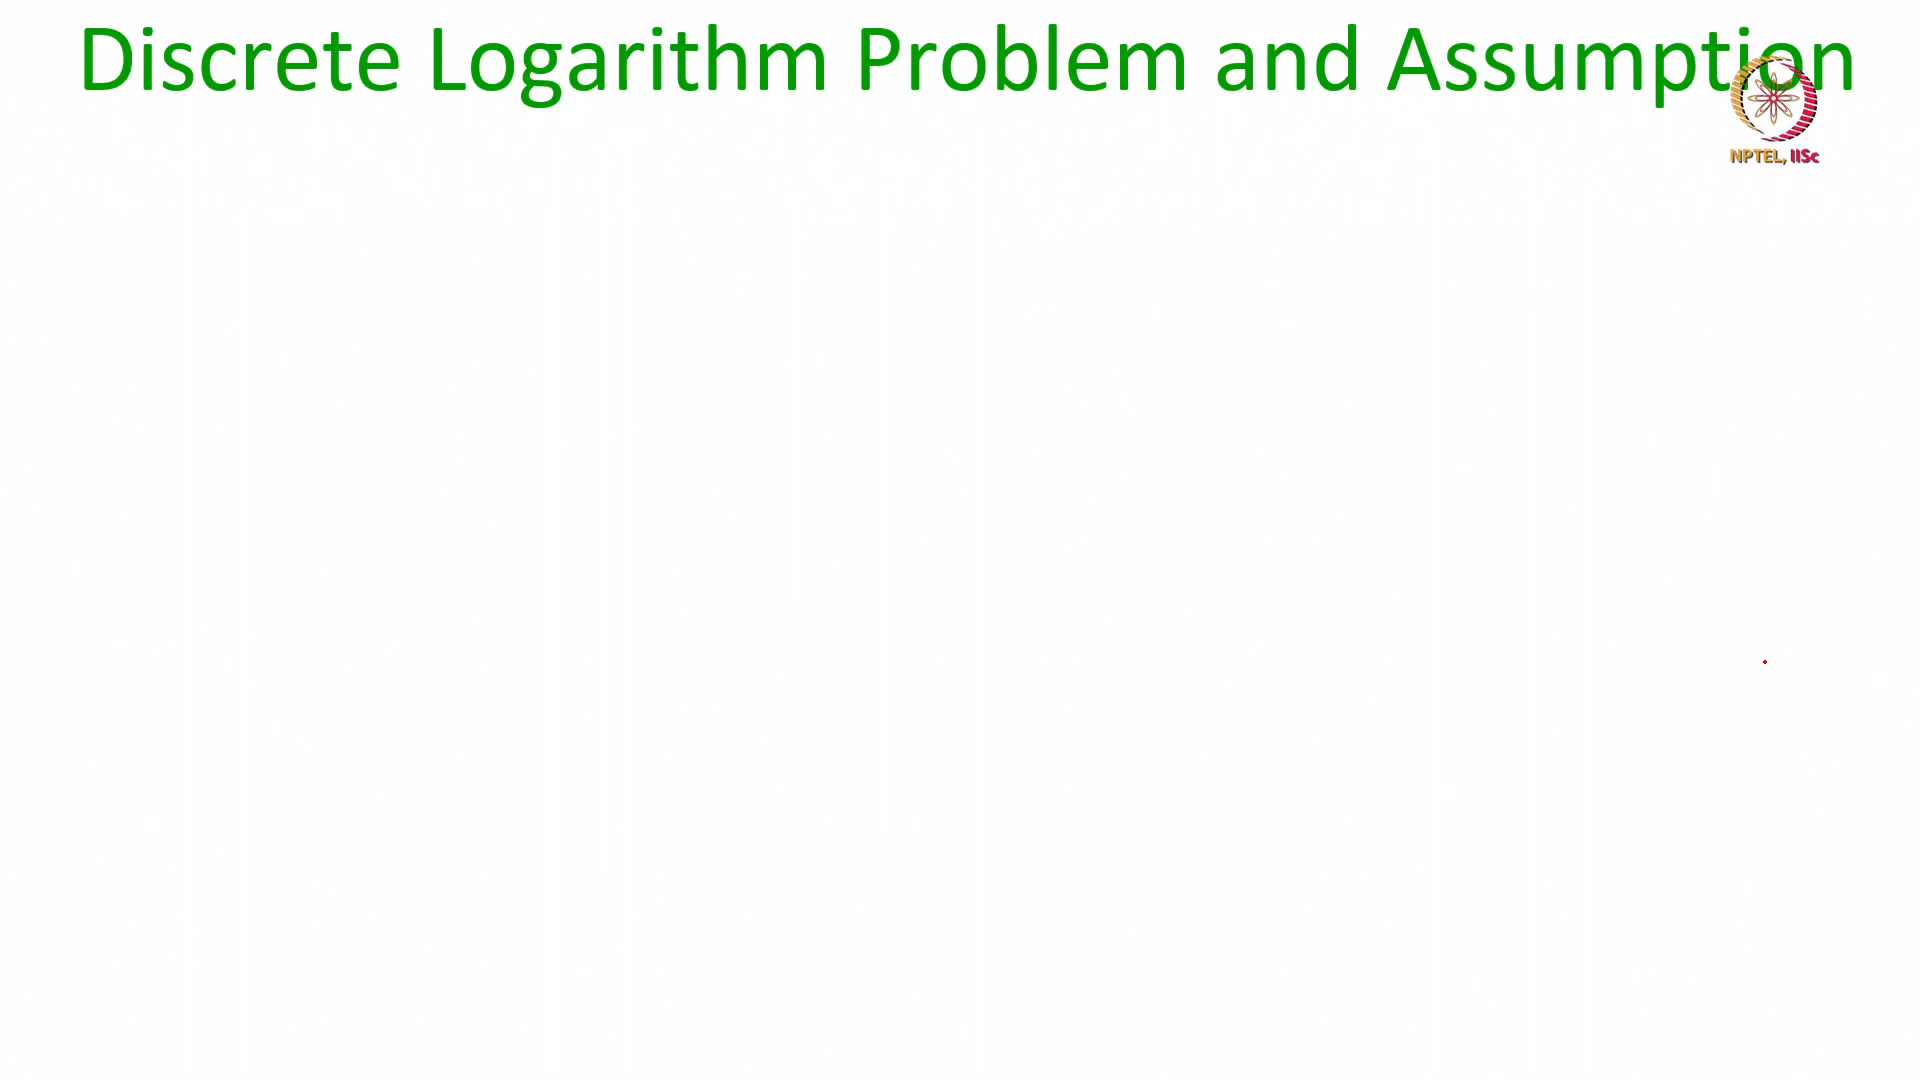 Discrete Logarithm Problem and Assumption
NPTEL, IISc